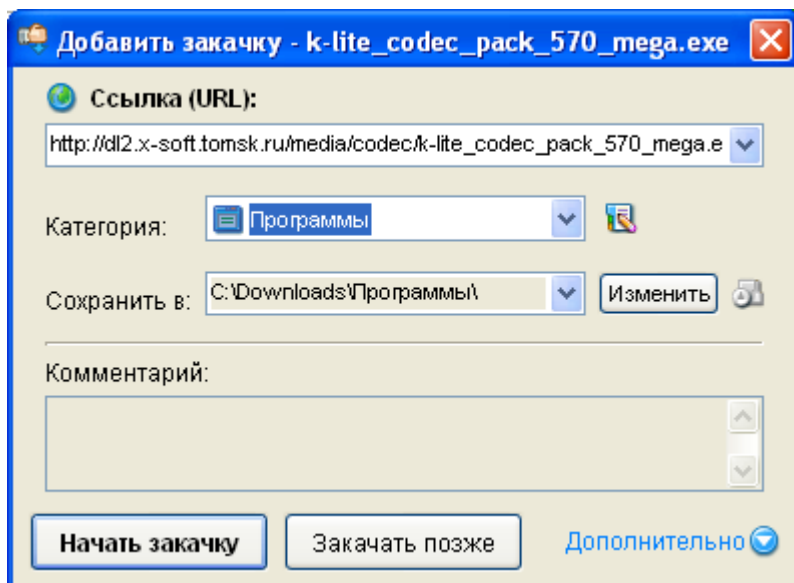 Добавить закачку - k-lite_codec_pack_570_mega.exe
Ссылка (URL):
http://dl2.x-soft.tomsk.ru/media/codec/k-lite_codec_pack_570_mega.e
Категория: Программы
Сохранить в: C:\Downloads\Программы\ Изменить
Комментарий:
Начать закачку Закачать позже Дополнительно